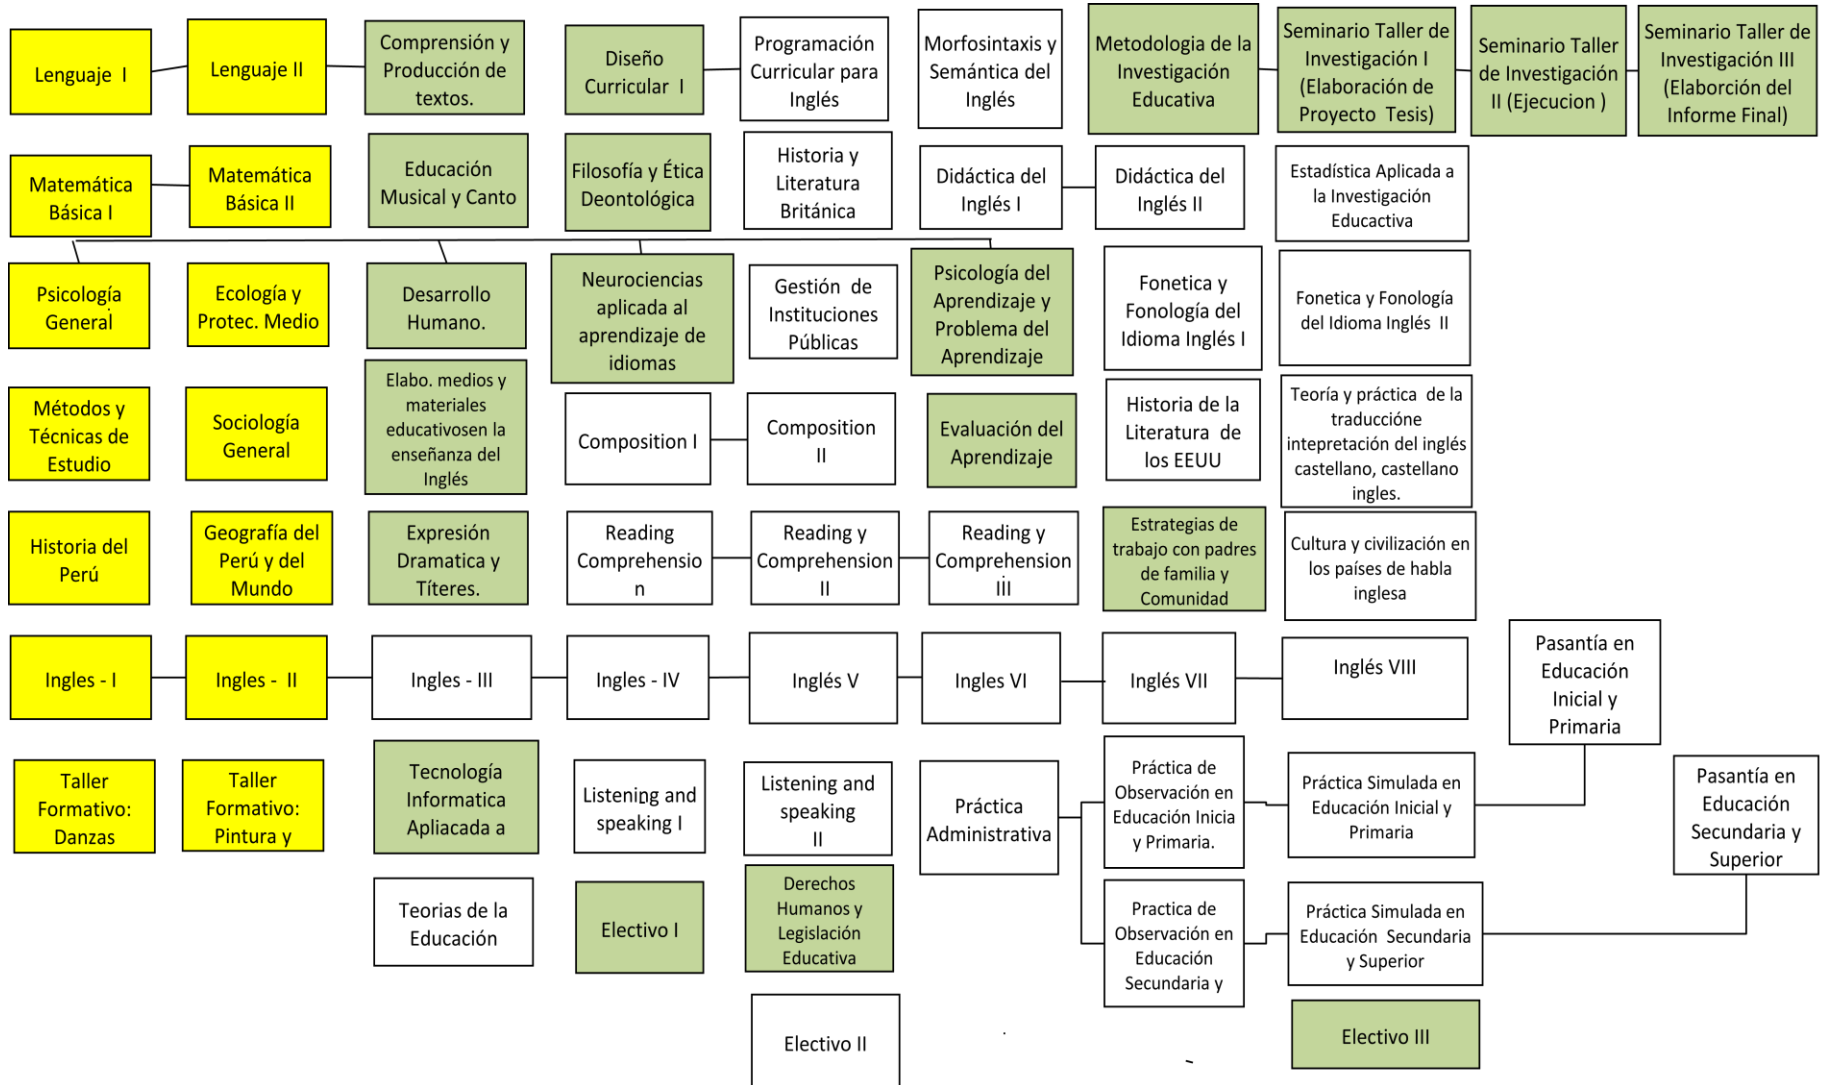 Lenguaje I
Lenguaje II
Comprensión y
Producción de
textos.
Diseño
Curricular I
Programación
Curricular para
Inglés
Morfosintaxis y
Semántica del
Inglés
Metodologia de la
Investigación
Educativa
Seminario Taller de
Investigación I
(Elaboración de
Proyecto Tesis)
Seminario Taller
de Investigación
II (Ejecucion )
Seminario Taller de
Investigación III
(Elaborción del
Informe Final)
Matemática
Básica I
Matemática
Básica II
Educación
Musical y Canto
Filosofía y Ética
Deontológica
Historia y
Literatura
Británica
Didáctica del
Inglés I
Didáctica del
Inglés II
Estadística Aplicada a
la Investigación
Educactiva
Psicología
General
Ecología y
Protec. Medio
Desarrollo
Humano.
Neurociencias
aplicada al
aprendizaje de
idiomas
Gestión de
Instituciones
Públicas
Psicología del
Aprendizaje y
Problema del
Aprendizaje
Fonetica y
Fonología del
Idioma Inglés I
Fonetica y Fonología
del Idioma Inglés II
Métodos y
Técnicas de
Estudio
Sociología
General
Elabo. medios y
materiales
educativosen la
enseñanza del
Inglés
Composition I
Composition
II
Evaluación del
Aprendizaje
Historia de la
Literatura de
los EEUU
Teoría y práctica de la
traduccióne
intepretación del inglés
castellano, castellano
ingles.
Historia del
Perú
Geografía del
Perú y del
Mundo
Expresión
Dramatica y
Títeres.
Reading
Comprehensio
n
Reading y
Comprehension
II
Reading y
Comprehension
III
Estrategias de
trabajo con padres
de familia y
Comunidad
Cultura y civilización en
los países de habla
inglesa
Ingles - I
Ingles - II
Ingles - III
Ingles - IV
Inglés V
Ingles VI
Inglés VII
Inglés VIII
Pasantía en
Educación
Inicial y
Primaria
Taller
Formativo:
Danzas
Taller
Formativo:
Pintura y
Tecnología
Informatica
Apliacada a
Listening and
speaking I
Listening and
speaking
II
Práctica
Administrativa
Práctica de
Observación en
Educación Inicia
y Primaria.
Práctica Simulada en
Educación Inicial y
Primaria
Pasantía en
Educación
Secundaria y
Superior
Teorias de la
Educación
Electivo I
Derechos
Humanos y
Legislación
Educativa
Practica de
Observación en
Educación
Secundaria y
Práctica Simulada en
Educación Secundaria
y Superior
Electivo II
Electivo III